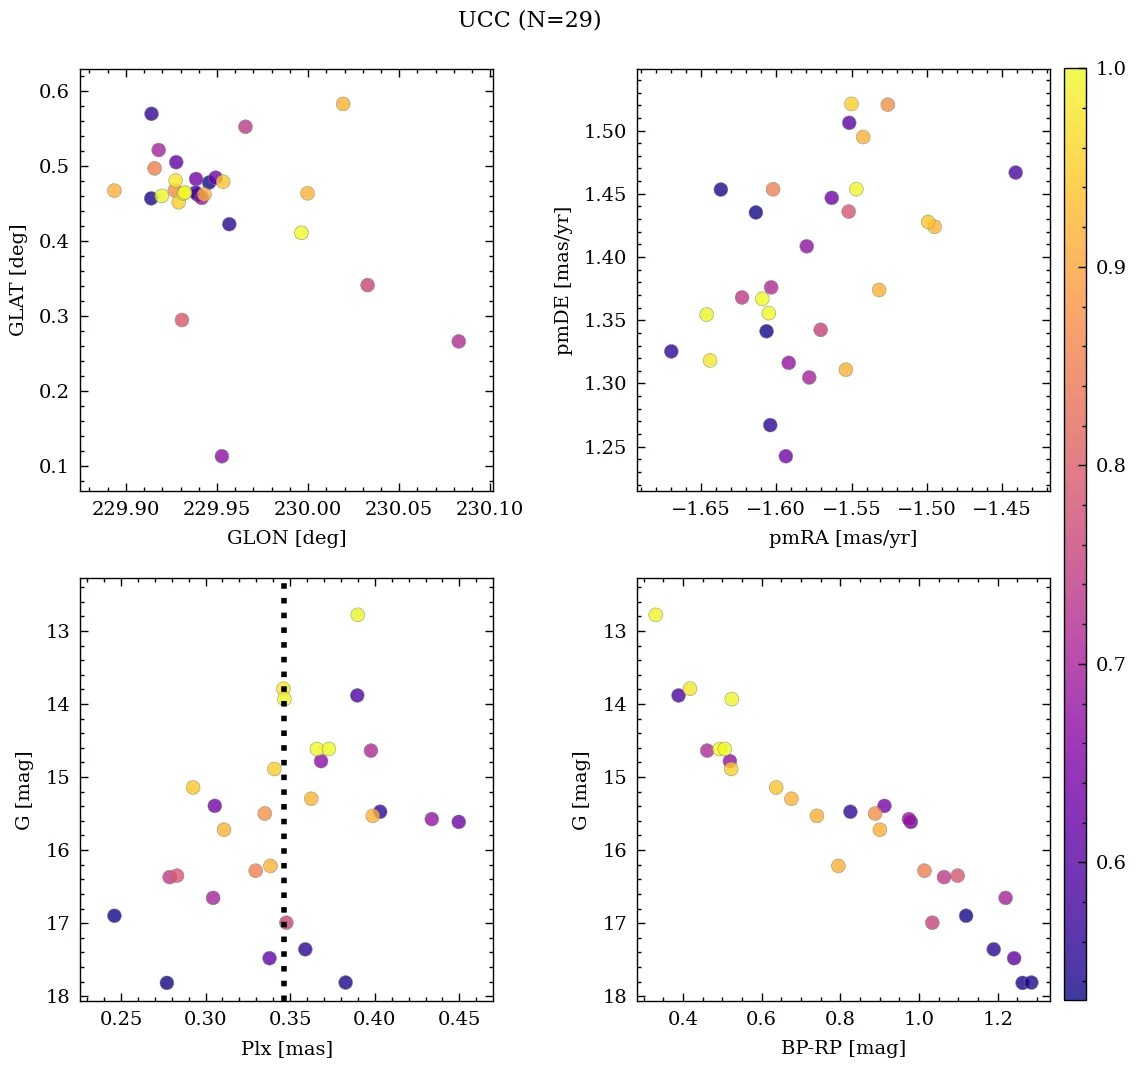 UCC (N=29)
0.6
0.5
0.4
0.3
0.2
0.1
GLAT [deg]
229.90 229.95 230.00 230.05 230.10
GLON [deg]
1.50
1.45
1.40
1.35
1.30
1.25
pmDE [mas/yr]
−1.65 −1.60 −1.55 −1.50 −1.45
pmRA [mas/yr]
13
14
15
16
17
18
G [mag]
0.25 0.30 0.35 0.40 0.45
Plx [mas]
13
14
15
16
17
18
G [mag]
0.4 0.6 0.8 1.0 1.2
BP-RP [mag]
1.0
0.9
0.8
0.7
0.6